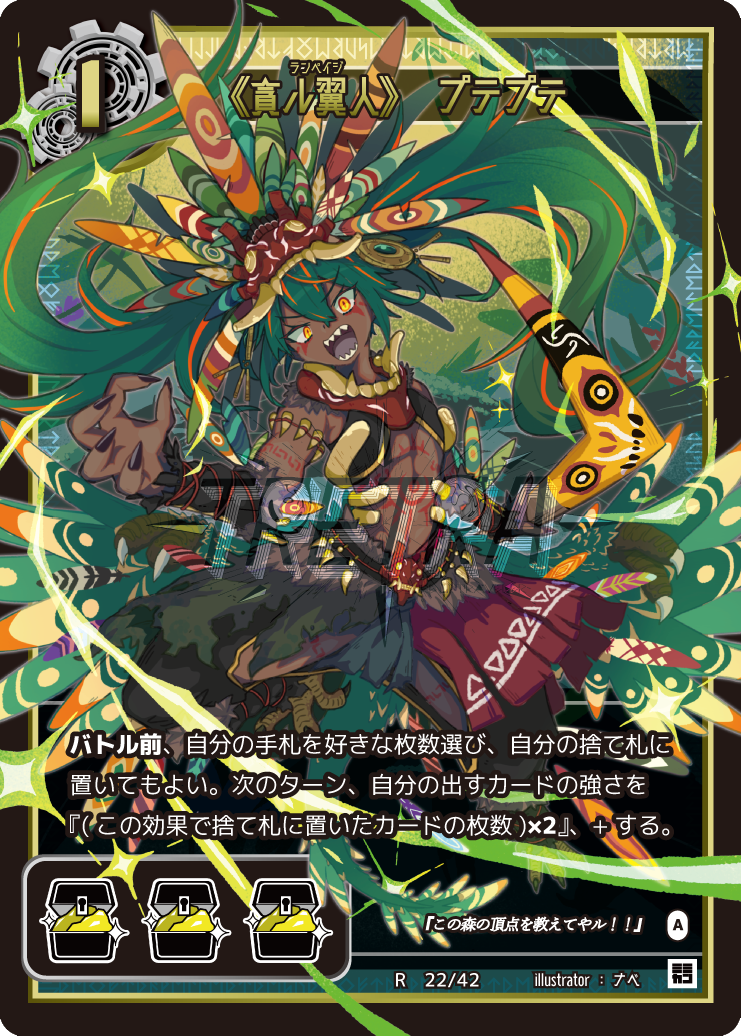 1
ランペイジ
《貪ル翼人》 プテプテ
TRETKA
バトル前、自分の手札を好きな枚数選び、自分の捨て札に
置いてもよい。次のターン、自分の出すカードの強さを
『( この効果で捨て札に置いたカードの枚数 )×2』、+ する。
『この森の頂点を教えてヤル！！』
A
R 22/42 illustrator : ナベ